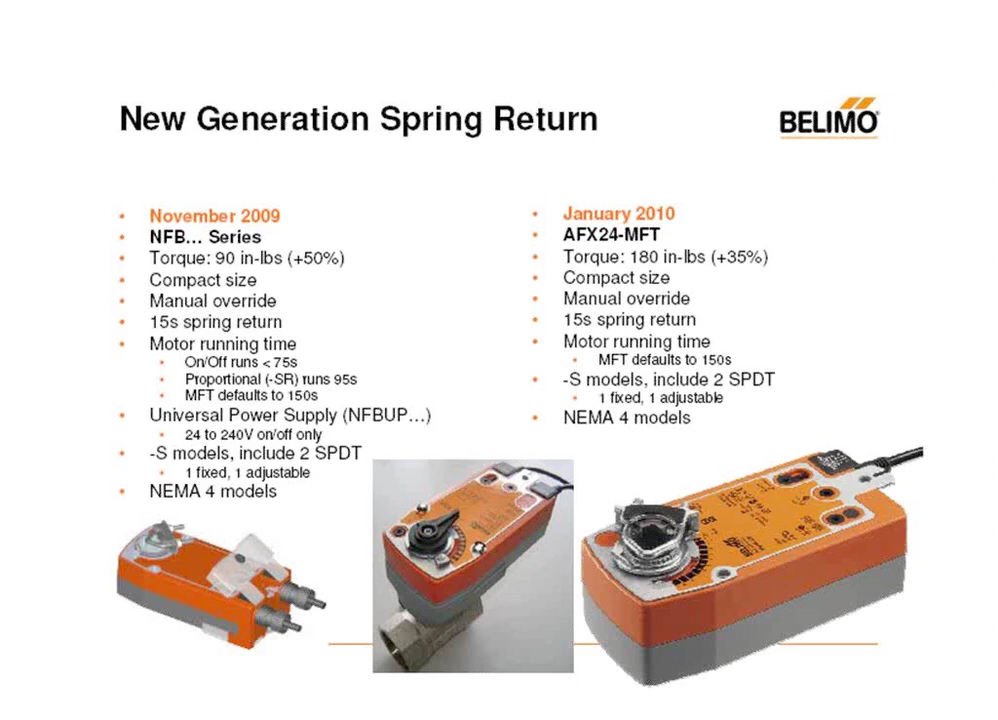 New Generation Spring Return
BELIMO
• November 2009
• NFB... Series
• Torque: 90 in-lbs (+50%)
• Compact size
• Manual override
• 15s spring return
• Motor running time
• On/Off runs < 75s
• Proportional (-SR) runs 95s
• MFT defaults to 150s
• Universal Power Supply (NFBUP...)
• 24 to 240V on/off only
• -S models, include 2 SPDT
• 1 fixed, 1 adjustable
• NEMA 4 models
• January 2010
• AFX24-MFT
• Torque: 180 in-lbs (+35%)
• Compact size
• Manual override
• 15s spring return
• Motor running time
• MFT defaults to 150s
• -S models, include 2 SPDT
• 1 fixed, 1 adjustable
• NEMA 4 models